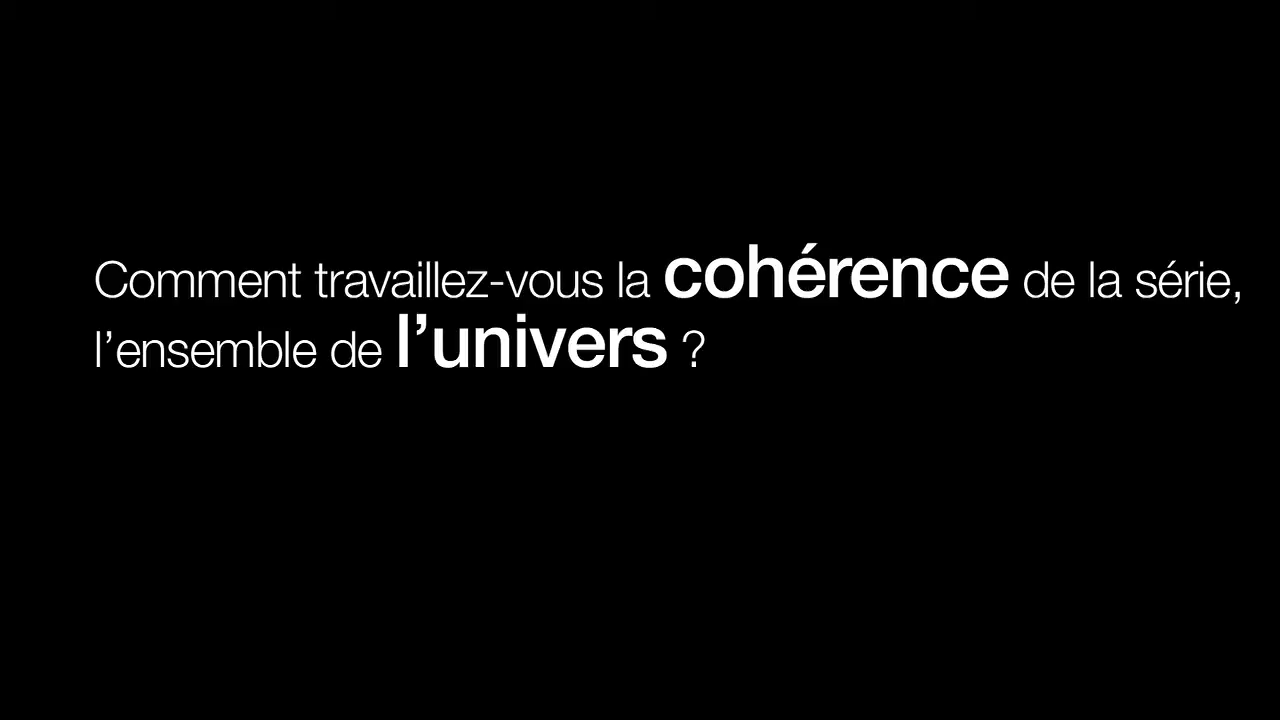 Comment travaillez-vous la cohérence de la série,
l’ensemble de l’univers ?